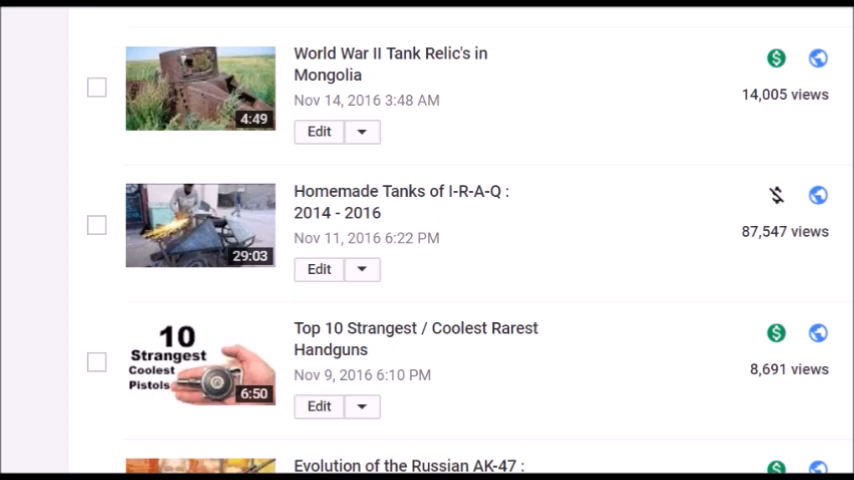 World War II Tank Relic's in
Mongolia
Nov 14, 2016 3:48 AM
Edit
4:49
14,005 views
Homemade Tanks of I-R-A-Q :
2014 - 2016
Nov 11, 2016 6:22 PM
Edit
29:03
87,547 views
10
Strangest
Coolest
Pistols
6:50
Top 10 Strangest / Coolest Rarest
Handguns
Nov 9, 2016 6:10 PM
Edit
8,691 views
Evolution of the Russian AK-47 :